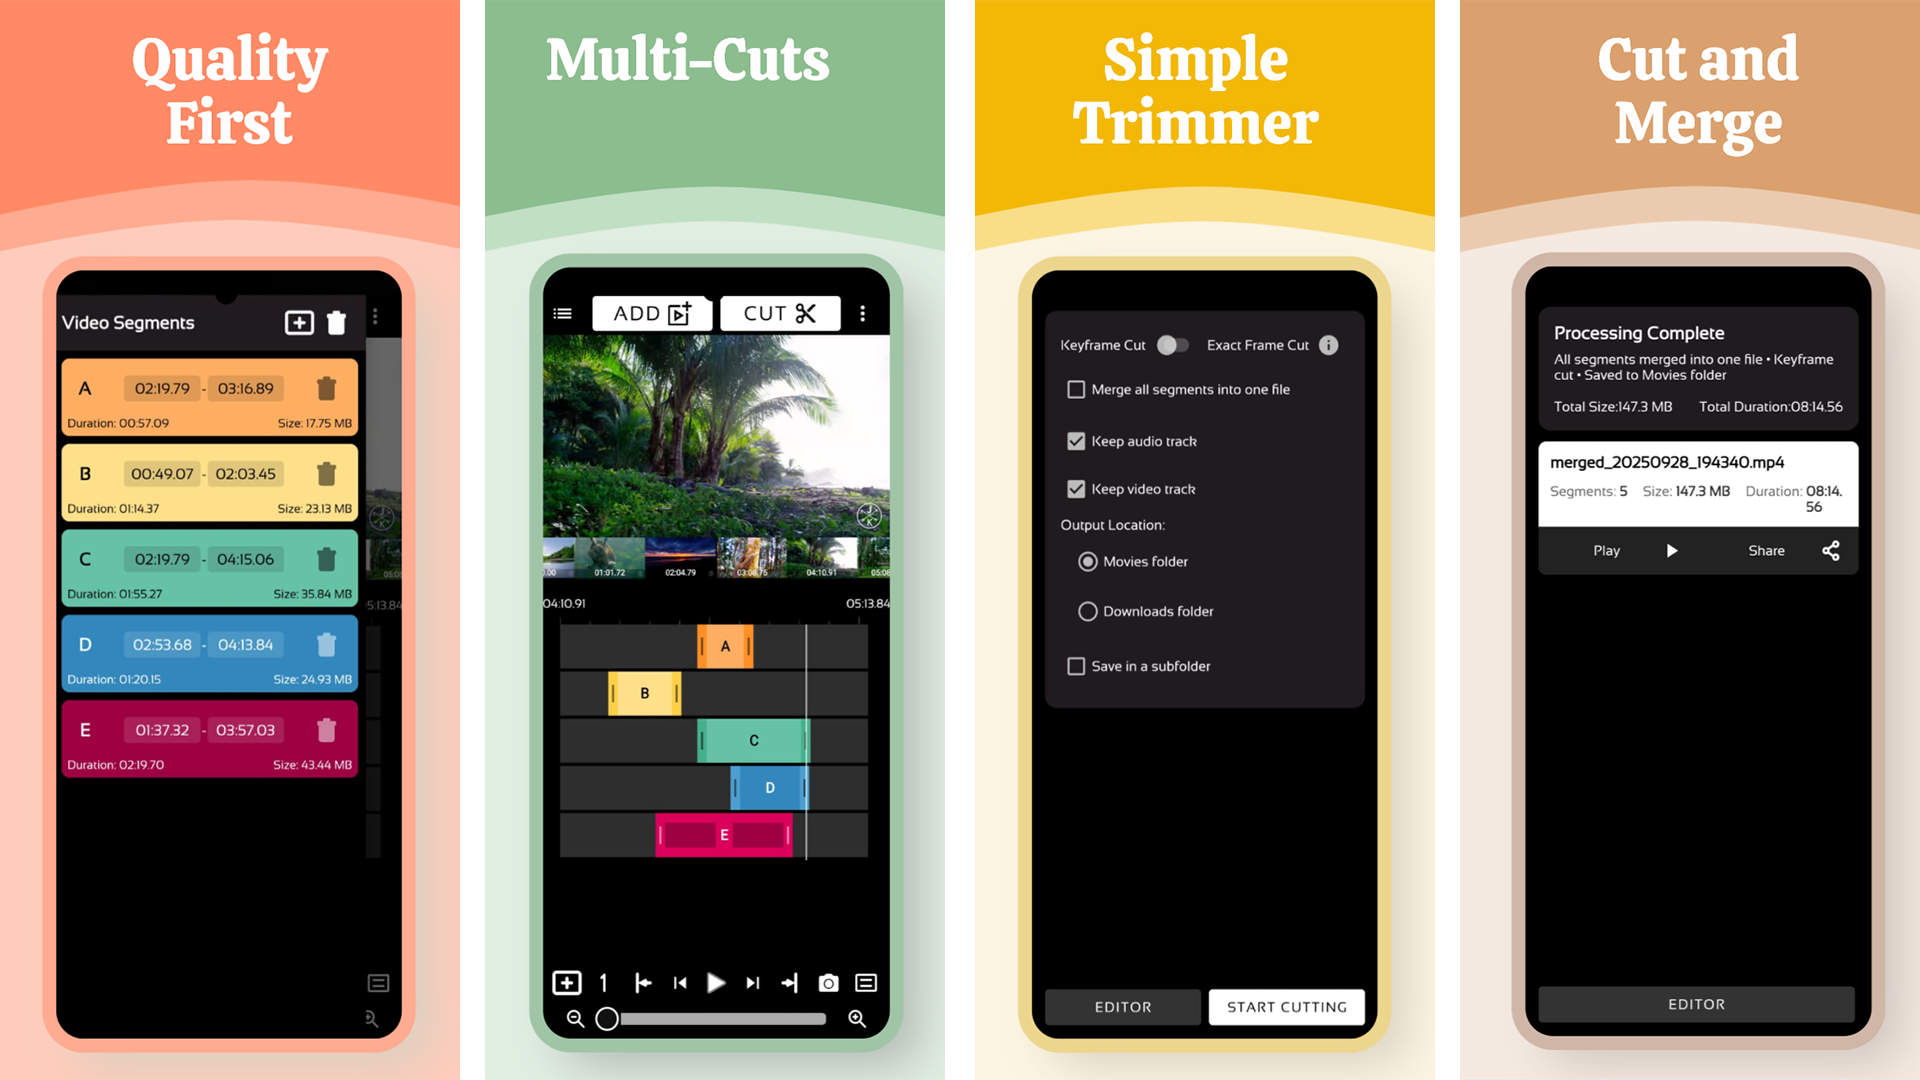 Quality
First
Video Segments
A 02:19.79 - 03:16.89
Duration: 00:57.09 Size: 17.75 MB
B 00:49.07 - 02:03.45
Duration: 01:14.37 Size: 23.13 MB
C 02:19.79 - 04:15.06
Duration: 01:55.27 Size: 35.84 MB
D 02:53.68 - 04:13.84
Duration: 01:20.15 Size: 24.93 MB
E 01:37.32 - 03:57.03
Duration: 02:19.70 Size: 43.44 MB
05:0
5:13.84
Multi-Cuts
ADD CUT
J
K
.00 01:01.72 02:04.79 03:08.75 04:10.91 05:08
04:10.91 05:13.84
A
B
C
D
E
1
Simple
Trimmer
Keyframe Cut Exact Frame Cut i
Merge all segments into one file
Keep audio track
Keep video track
Output Location:
Movies folder
Downloads folder
Save in a subfolder
EDITOR START CUTTING
Cut and
Merge
Processing Complete
All segments merged into one file • Keyframe
cut • Saved to Movies folder
Total Size:147.3 MB Total Duration:08:14.56
merged_20250928_194340.mp4
Segments: 5 Size: 147.3 MB Duration: 08:14.
56
Play Share
EDITOR